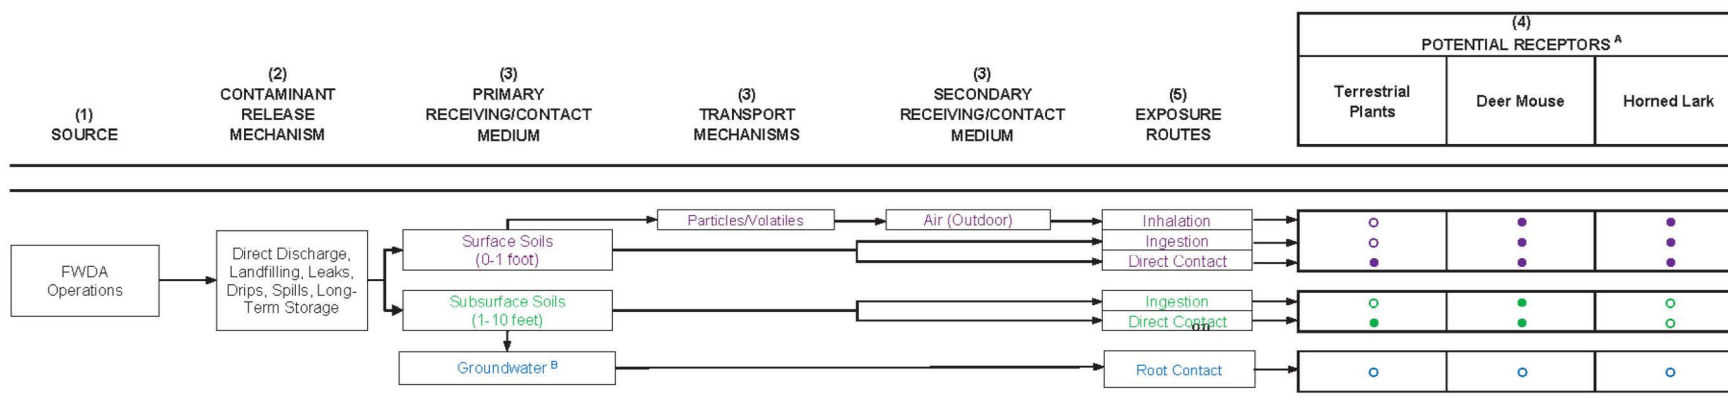 (4)
POTENTIAL RECEPTORS A
(1)
SOURCE
(2)
CONTAMINANT
RELEASE
MECHANISM
(3)
PRIMARY
RECEIVING/CONTACT
MEDIUM
(3)
TRANSPORT
MECHANISMS
(3)
SECONDARY
RECEIVING/CONTACT
MEDIUM
(5)
EXPOSURE
ROUTES
Terrestrial
Plants
Deer Mouse
Horned Lark
FWDA
Operations
Direct Discharge,
Landfilling, Leaks,
Drips, Spills, Long-
Term Storage
Surface Soils
(0-1 foot)
Particles/Volatiles
Air (Outdoor)
Inhalation
Ingestion
Direct Contact
Subsurface Soils
(1-10 feet)
Ingestion
Direct Contact
Groundwater B
Root Contact